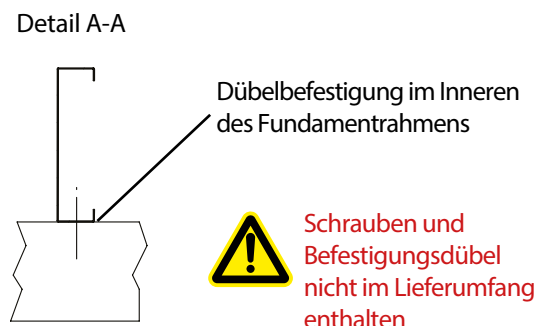 Detail A-A
Dübelbefestigung im Inneren
des Fundamentrahmens
Schrauben und
Befestigungsdübel
nicht im Lieferumfang
enthalten